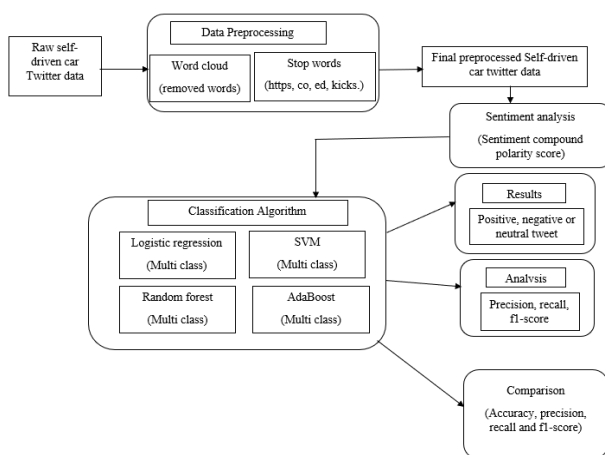 Raw self-
driven car
Twitter data
Data Preprocessing
Word cloud
(removed words)
Stop words
(https, co, ed, kicks.)
Final preprocessed Self-driven
car twitter data
Sentiment analysis
(Sentiment compound
polarity score)
Classification Algorithm
Logistic regression
(Multi class)
SVM
(Multi class)
Random forest
(Multi class)
AdaBoost
(Multi class)
Results
Positive, negative or
neutral tweet
Analysis
Precision, recall,
f1-score
Comparison
(Accuracy, precision,
recall and f1-score)